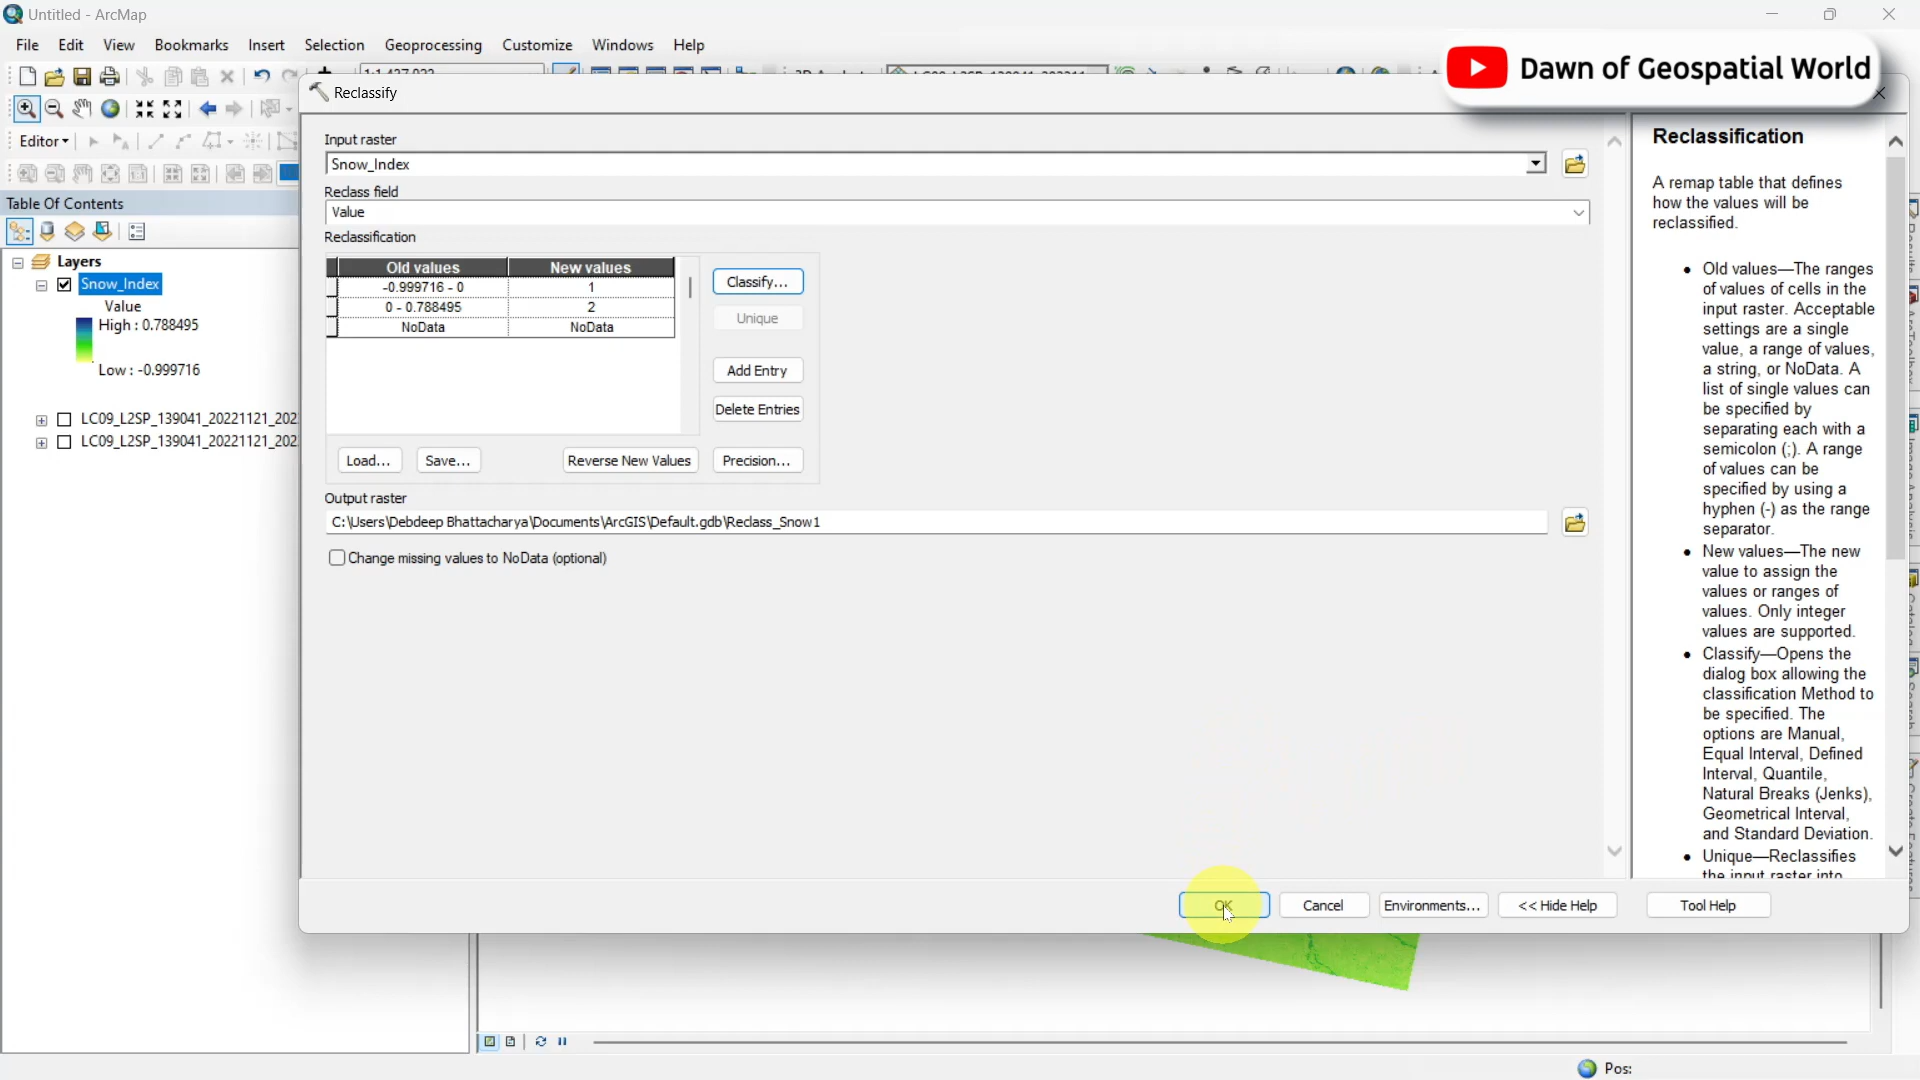 Untitled - ArcMap
File Edit View Bookmarks Insert Selection Geoprocessing Customize Windows Help
Dawn of Geospatial World
Reclassify
Editor
Table Of Contents
Layers
Snow_Index
Value
High : 0.788495
Low : -0.999716
LC09_L2SP_139041_20221121_202
LC09_L2SP_139041_20221121_202
Input raster
Snow_Index
Reclass field
Value
Reclassification
Old values New values
-0.999716 - 0 1
0 - 0.788495 2
NoData NoData
Classify...
Unique
Add Entry
Delete Entries
Load... Save... Reverse New Values Precision...
Output raster
C:\Users\Debdeep Bhattacharya\Documents\ArcGIS\Default.gdb\Reclass_Snow1
Change missing values to NoData (optional)
OK Cancel Environments... << Hide Help Tool Help
Reclassification
A remap table that defines
how the values will be
reclassified.
• Old values—The ranges
of values of cells in the
input raster. Acceptable
settings are a single
value, a range of values,
a string, or NoData. A
list of single values can
be specified by
separating each with a
semicolon (;). A range
of values can be
specified by using a
hyphen (-) as the range
separator.
• New values—The new
value to assign the
values or ranges of
values. Only integer
values are supported.
• Classify—Opens the
dialog box allowing the
classification Method to
be specified. The
options are Manual,
Equal Interval, Defined
Interval, Quantile,
Natural Breaks (Jenks),
Geometrical Interval,
and Standard Deviation.
• Unique—Reclassifies
the input raster into
Pos: